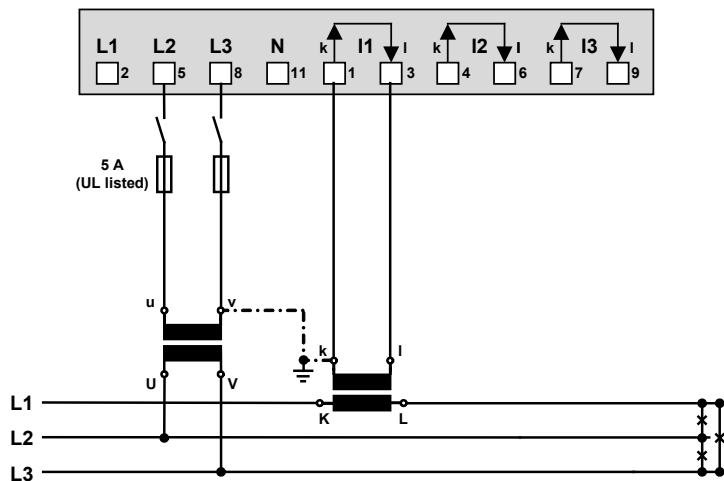 L1 L2 L3 N k I1 l k I2 l k I3 l
2 5 8 11 1 3 4 6 7 9
5 A
(UL listed)
u v
k l
U V
L1 K L
L2
L3